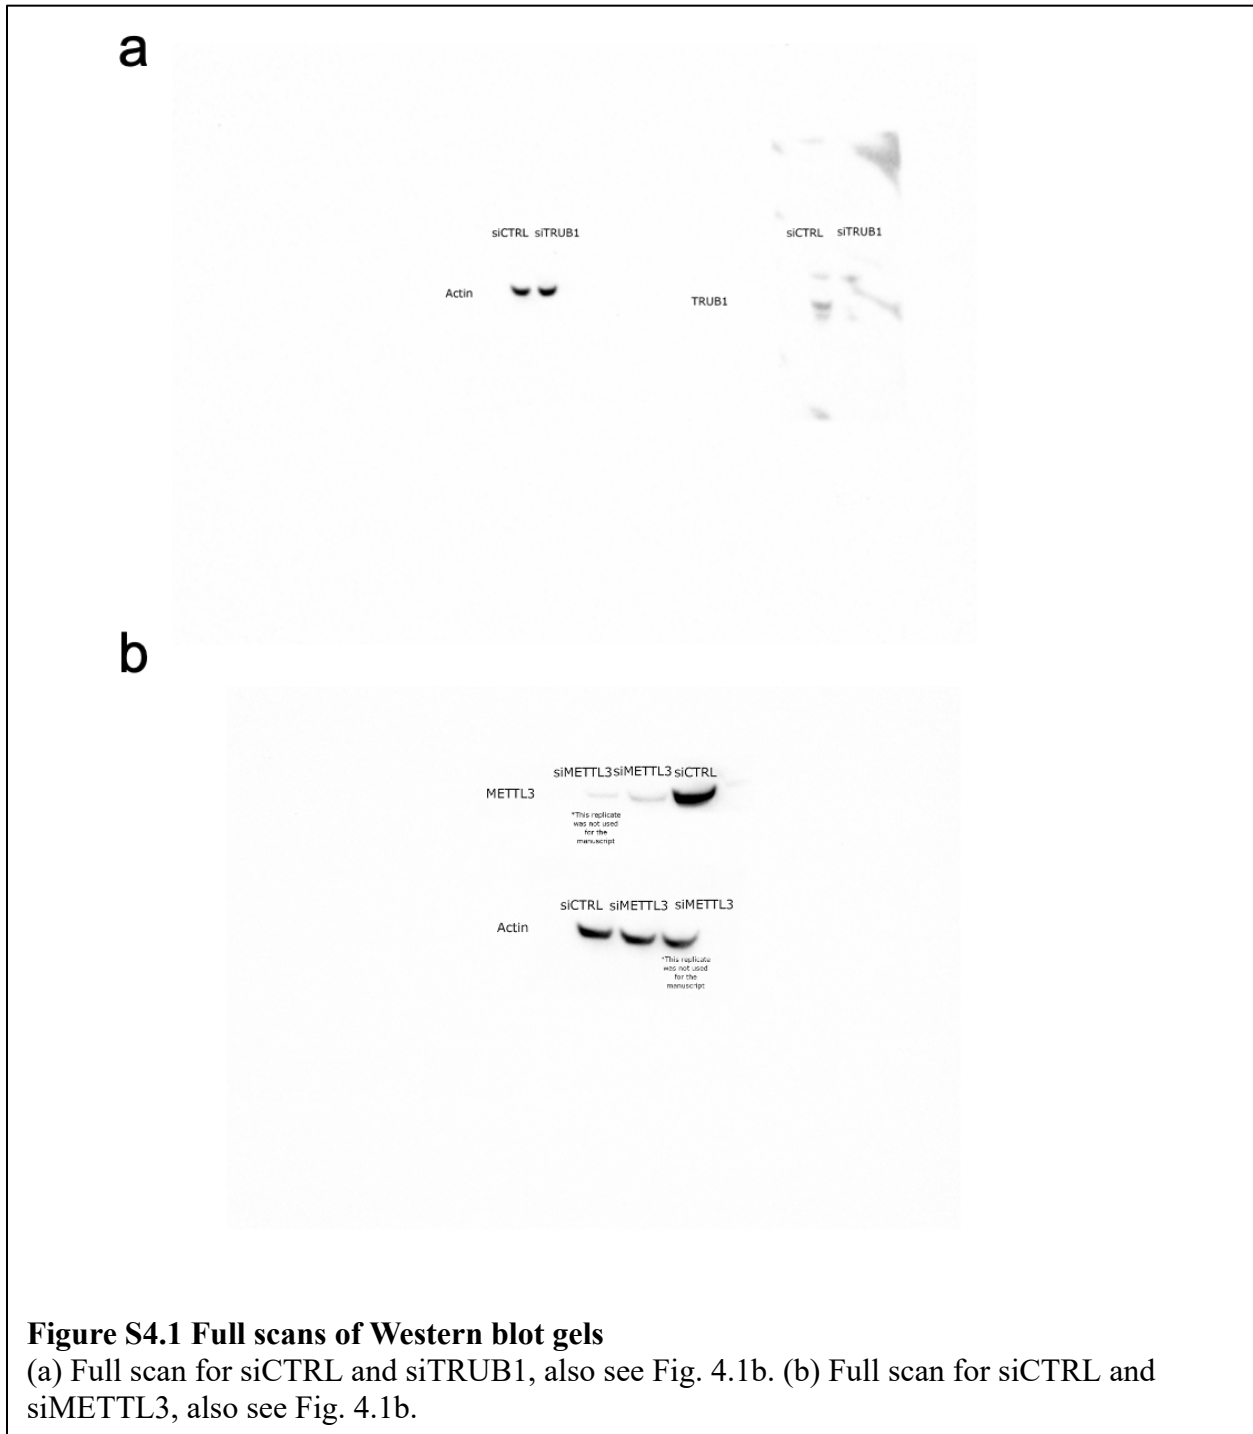 a
siCTRL siTRUB1
siCTRL siTRUB1
Actin
TRUB1
b
siMETTL3 siMETTL3 siCTRL
METTL3
*This replicate
was not used
for the
manuscript
siCTRL siMETTL3 siMETTL3
Actin
*This replicate
was not used
for the
manuscript
Figure S4.1 Full scans of Western blot gels
(a) Full scan for siCTRL and siTRUB1, also see Fig. 4.1b. (b) Full scan for siCTRL and
siMETTL3, also see Fig. 4.1b.